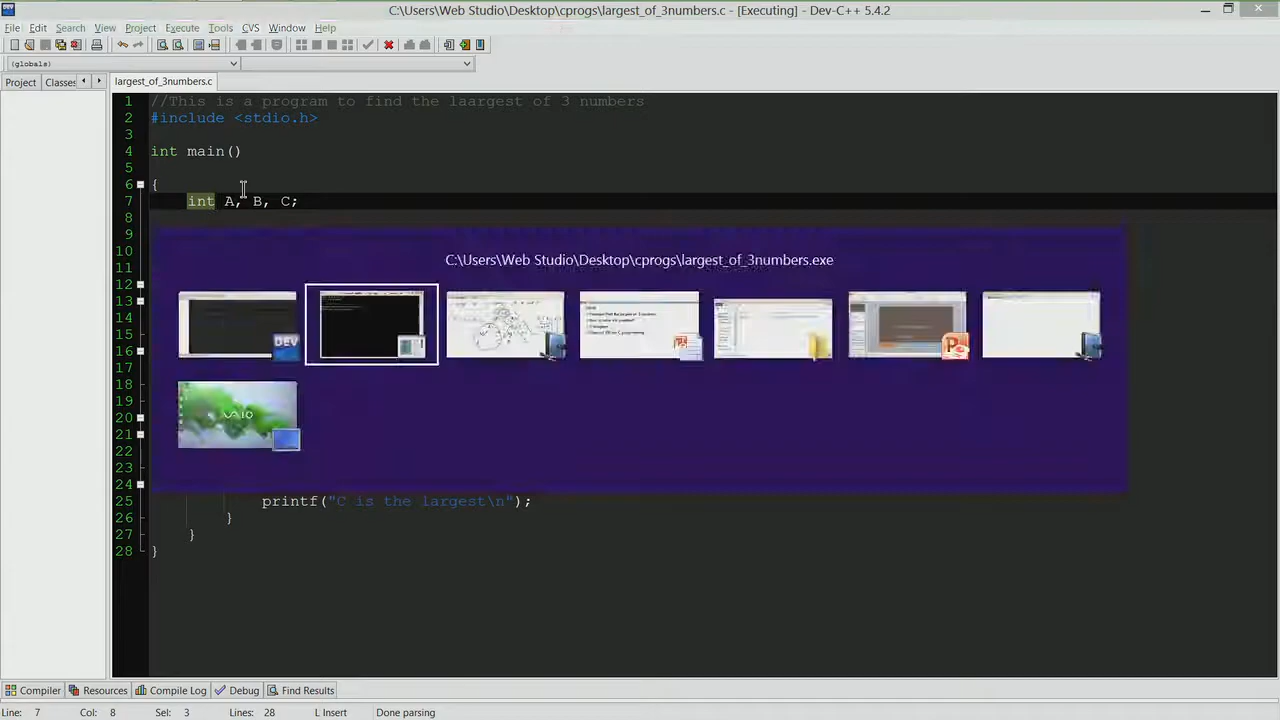 C:\Users\Web Studio\Desktop\cprogs\largest_of_3numbers.c - [Executing] - Dev-C++ 5.4.2
File Edit Search View Project Execute Tools CVS Window Help
(globals)
Project Classes largest_of_3numbers.c
1 //This is a program to find the laargest of 3 numbers
2 #include <stdio.h>
3
4 int main()
5
6 {
7 int A, B, C;
8
9
10
C:\Users\Web Studio\Desktop\cprogs\largest_of_3numbers.exe
11
12
13
14
15
DEV
16
17
18
19
20
VAIO
21
22
23
24
25 printf("C is the largest\n");
26 }
27 }
28 }
Compiler Resources Compile Log Debug Find Results
Line: 7 Col: 8 Sel: 3 Lines: 28 L Insert Done parsing